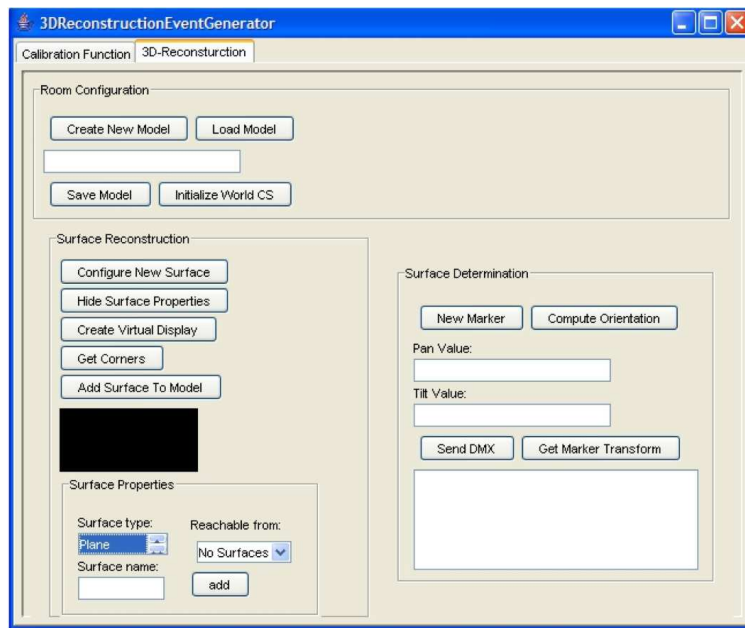 3DReconstructionEventGenerator
Calibration Function 3D-Reconsturction
Room Configuration
Create New Model Load Model
Save Model Initialize World CS
Surface Reconstruction
Configure New Surface
Hide Surface Properties
Create Virtual Display
Get Corners
Add Surface To Model
Surface Properties
Surface type:
Plane
Surface name:
Reachable from:
No Surfaces
add
Surface Determination
New Marker Compute Orientation
Pan Value:
Tilt Value:
Send DMX Get Marker Transform